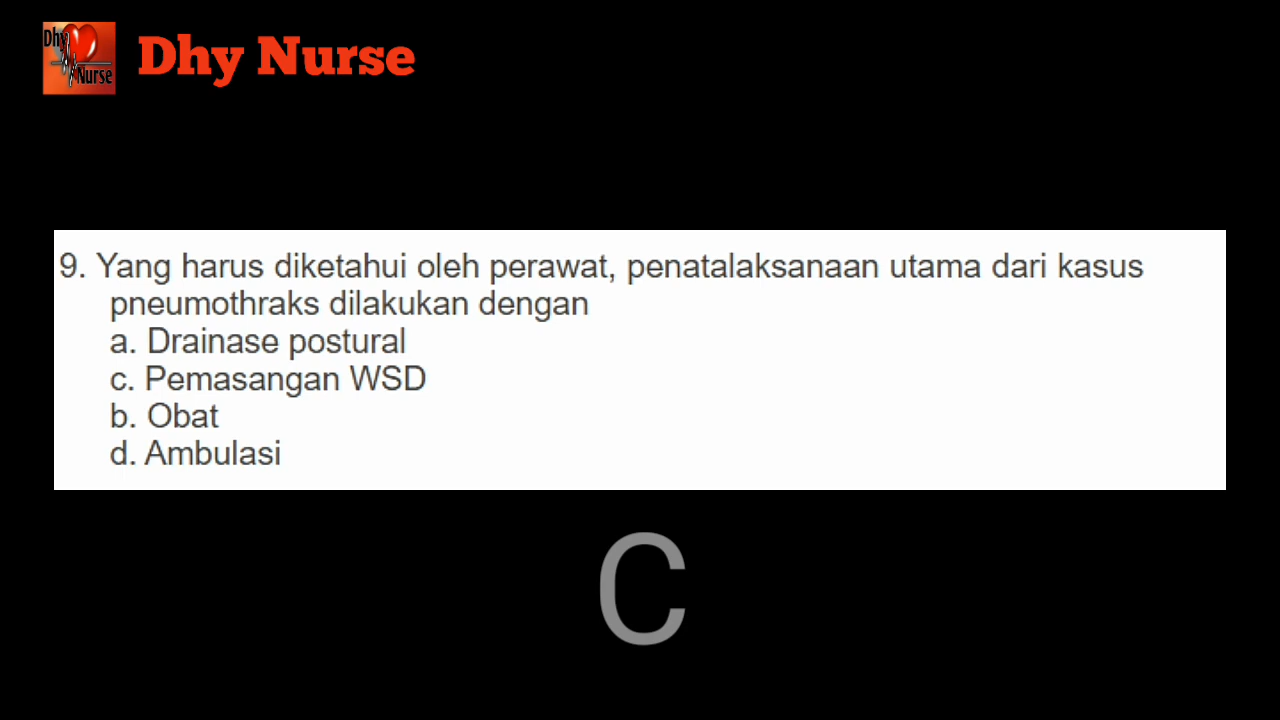 Dhy
Nurse
Dhy Nurse
9. Yang harus diketahui oleh perawat, penatalaksanaan utama dari kasus
pneumothraks dilakukan dengan
a. Drainase postural
c. Pemasangan WSD
b. Obat
d. Ambulasi
C